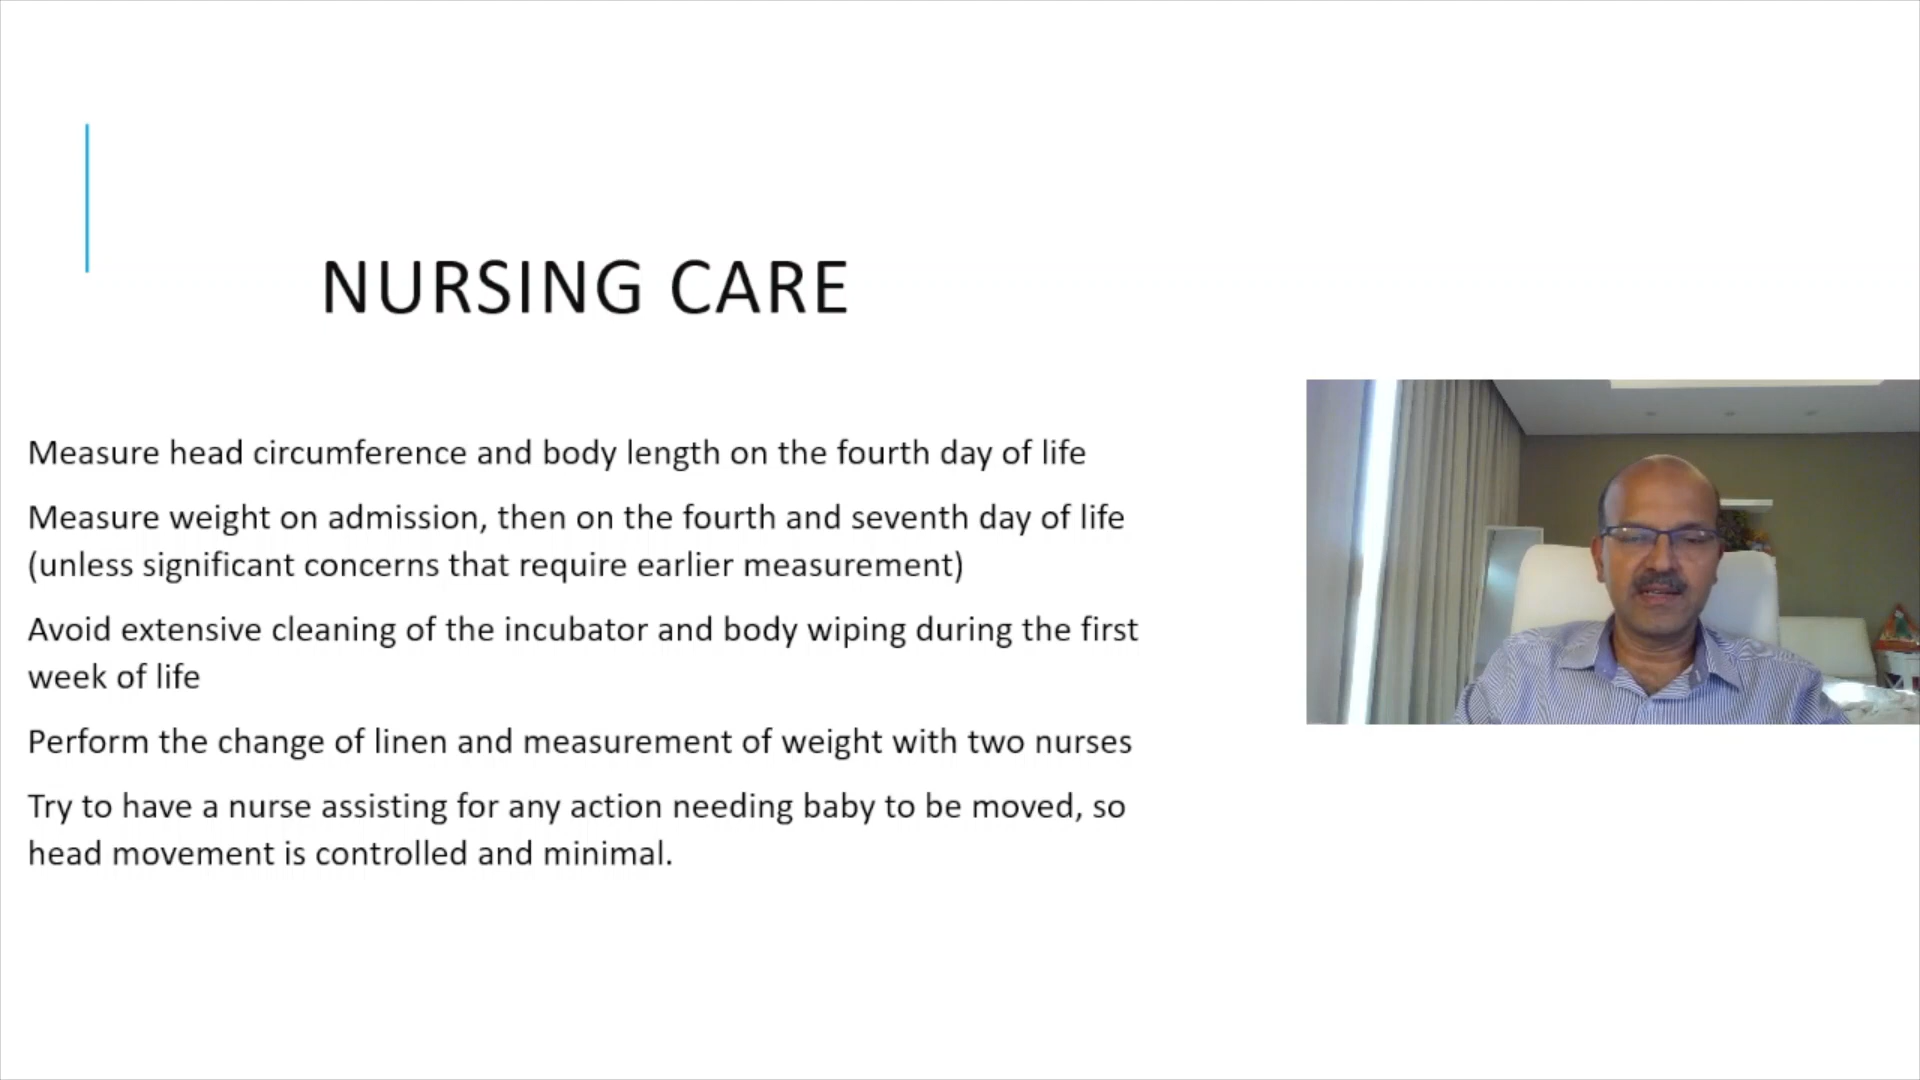 NURSING CARE
Measure head circumference and body length on the fourth day of life
Measure weight on admission, then on the fourth and seventh day of life
(unless significant concerns that require earlier measurement)
Avoid extensive cleaning of the incubator and body wiping during the first
week of life
Perform the change of linen and measurement of weight with two nurses
Try to have a nurse assisting for any action needing baby to be moved, so
head movement is controlled and minimal.